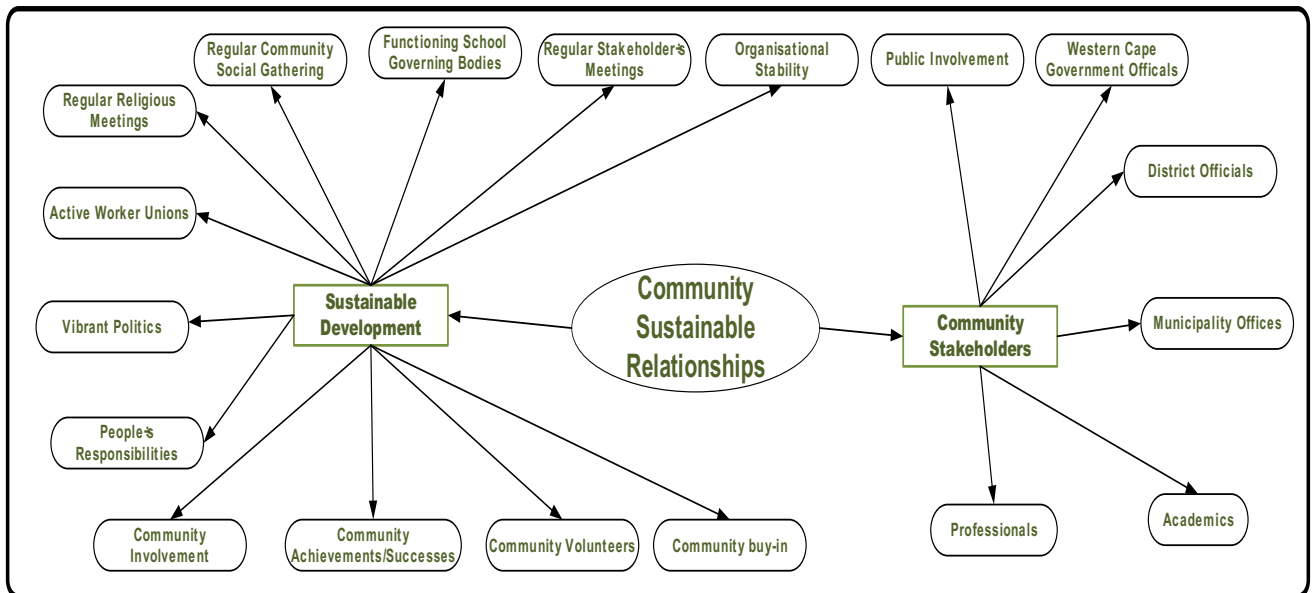 Regular Community
Social Gathering
Functioning School
Governing Bodies
Regular Stakeholder's
Meetings
Organisational
Stability
Public Involvement
Western Cape
Government Officals
Regular Religious
Meetings
District Officials
Active Worker Unions
Sustainable
Development
Community
Sustainable
Relationships
Community
Stakeholders
Vibrant Politics
Municipality Offices
People's
Responsibilities
Community
Involvement
Community
Achievements/Successes
Community Volunteers
Community buy-in
Professionals
Academics